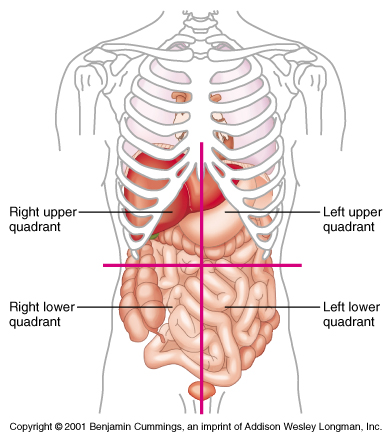 Right upper
quadrant
Left upper
quadrant
Right lower
quadrant
Left lower
quadrant
Copyright © 2001 Benjamin Cummings, an imprint of Addison Wesley Longman, Inc.